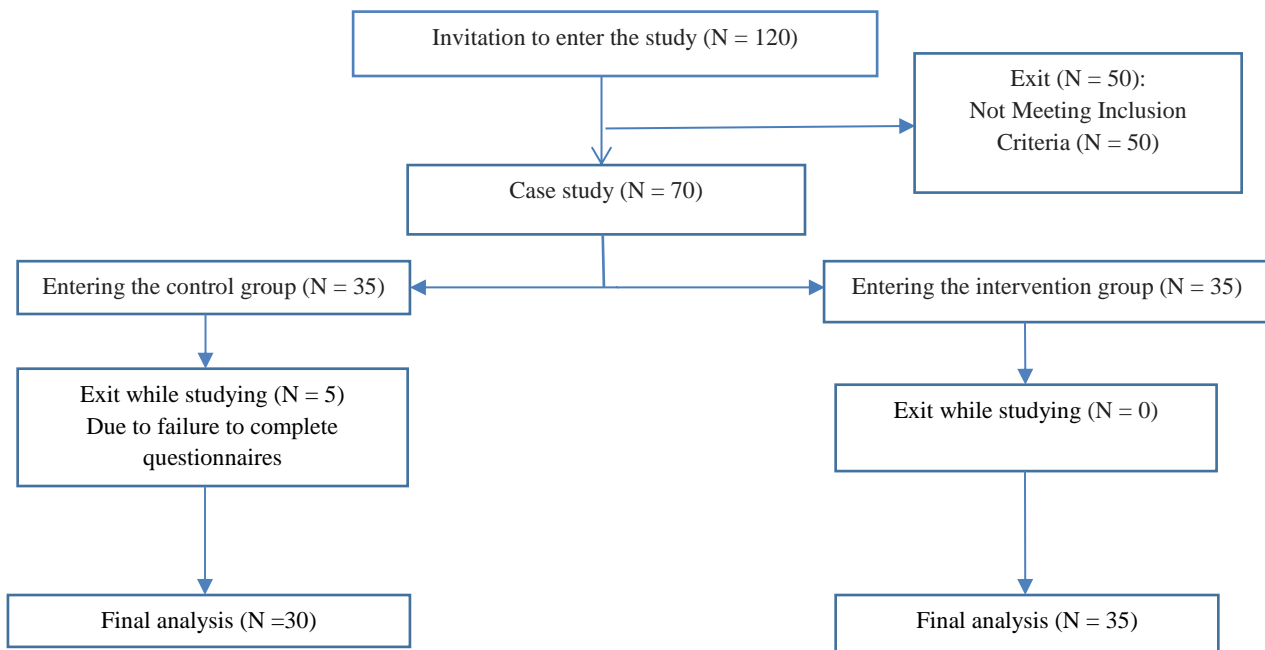 Invitation to enter the study (N = 120)
Exit (N = 50):
Not Meeting Inclusion
Criteria (N = 50)
Case study (N = 70)
Entering the control group (N = 35)
Entering the intervention group (N = 35)
Exit while studying (N = 5)
Due to failure to complete
questionnaires
Exit while studying (N = 0)
Final analysis (N =30)
Final analysis (N = 35)